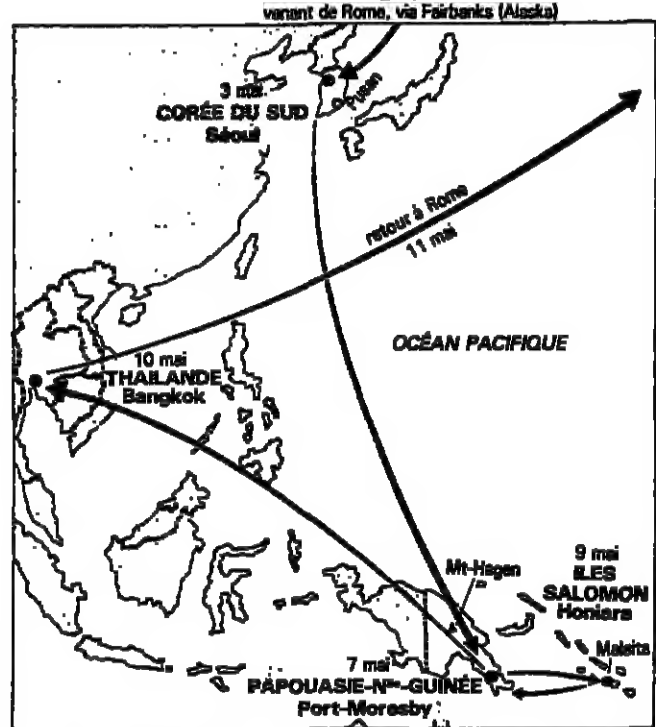 venant de Rome, via Fairbanks (Alaska)
3 mai
CORÉE DU SUD
Séoul
Pusan
retour à Rome
11 mai
OCÉAN PACIFIQUE
10 mai
THAILANDE
Bangkok
Mt-Hagen
9 mai
ILES
SALOMON
Honiara
Malaita
7 mai
PAPOUASIE-Nlle-GUINÉE
Port-Moresby